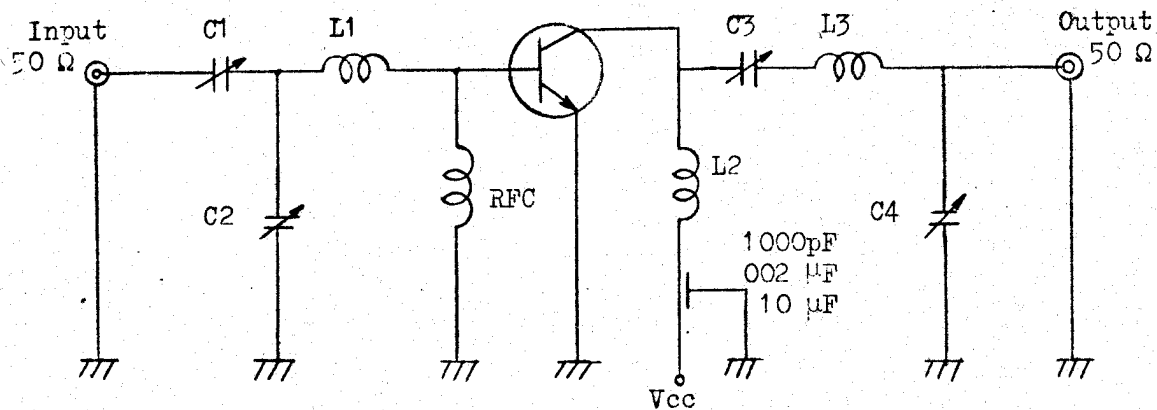 Input
50 Ω
C1
L1
C3
L3
Output
50 Ω
C2
RFC
L2
C4
1000pF
002 µF
10 µF
Vcc